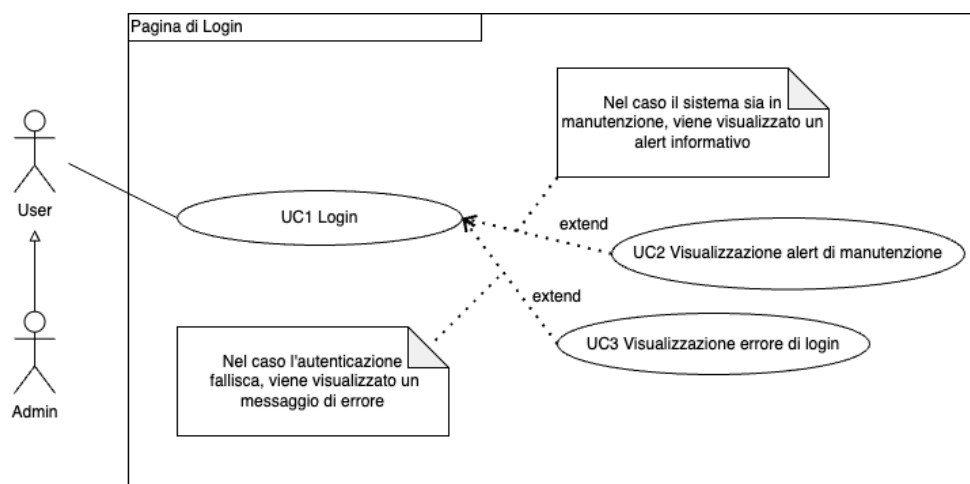 Pagina di Login
Nel caso il sistema sia in
manutenzione, viene visualizzato un
alert informativo
User
UC1 Login
extend
UC2 Visualizzazione alert di manutenzione
extend
UC3 Visualizzazione errore di login
Nel caso l'autenticazione
fallisca, viene visualizzato un
messaggio di errore
Admin